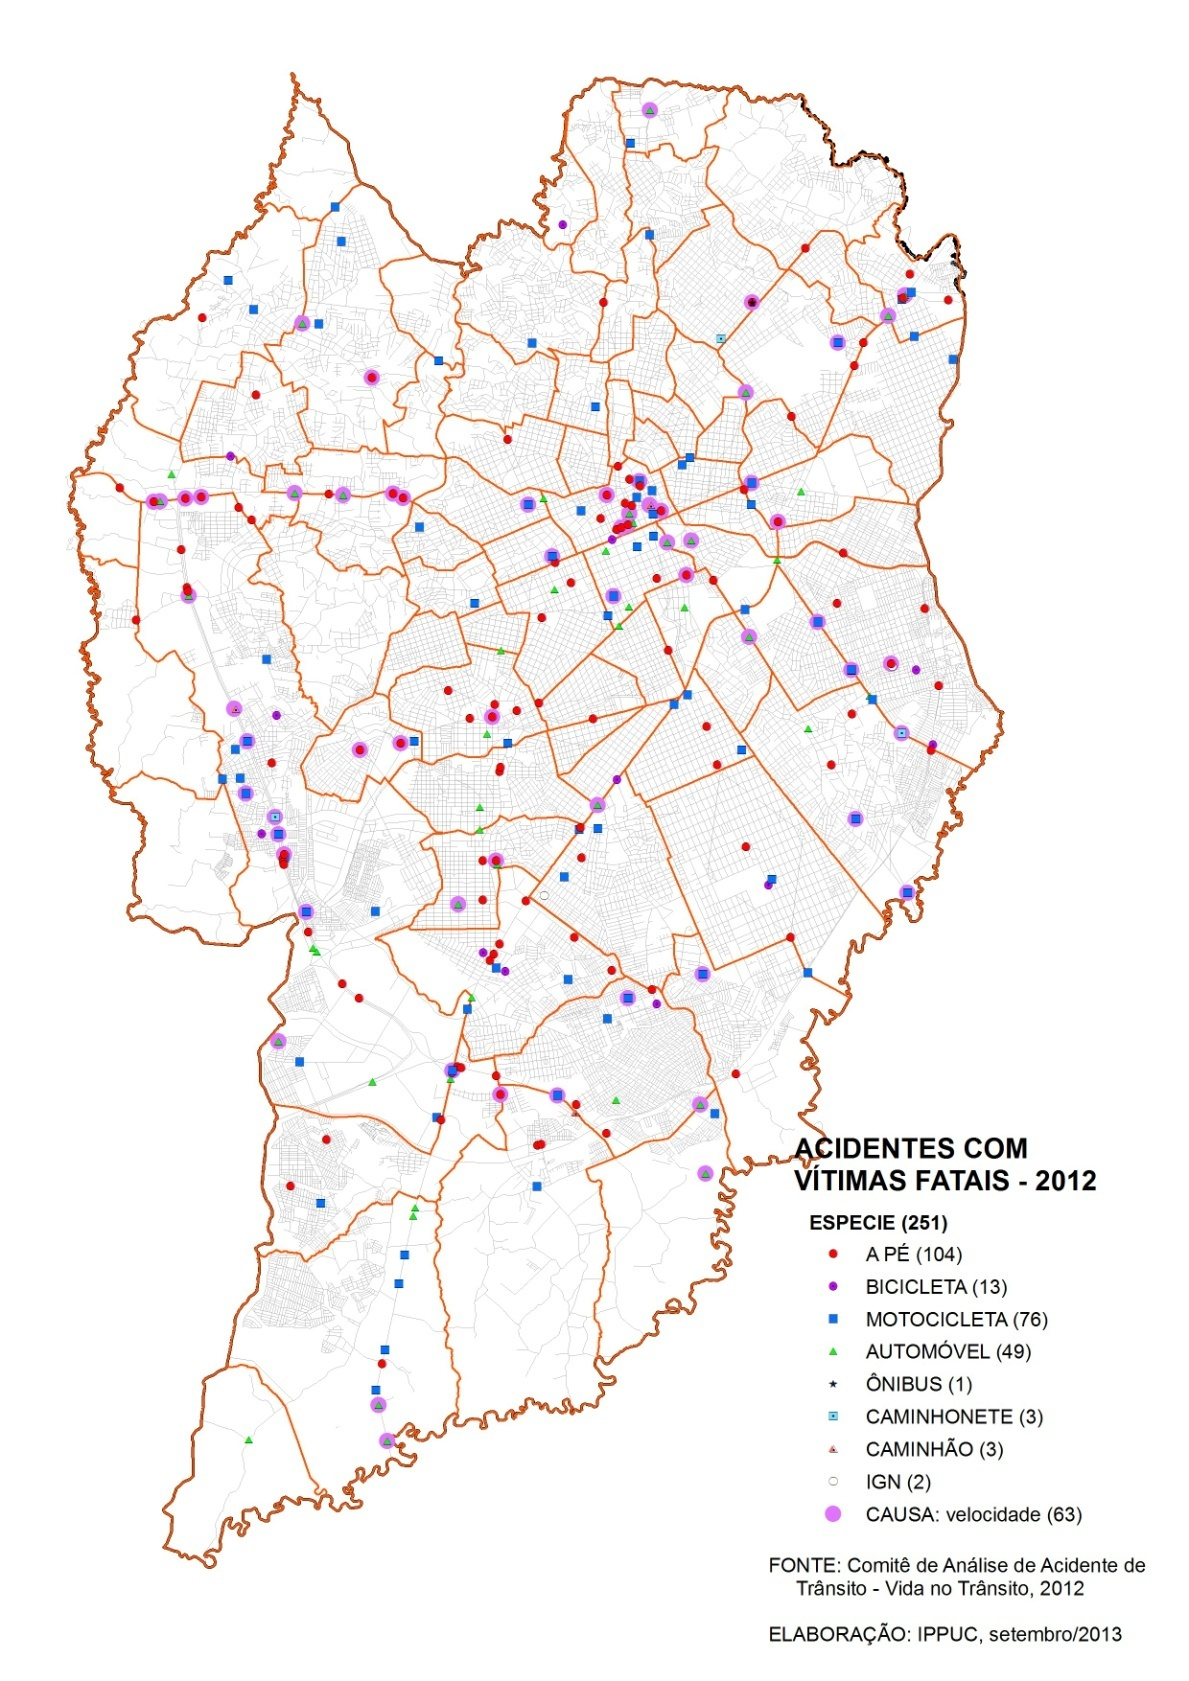 ACIDENTES COM
VÍTIMAS FATAIS - 2012
ESPECIE (251)
A PÉ (104)
BICICLETA (13)
MOTOCICLETA (76)
AUTOMÓVEL (49)
ÔNIBUS (1)
CAMINHONETE (3)
CAMINHÃO (3)
IGN (2)
CAUSA: velocidade (63)
FONTE: Comitê de Análise de Acidente de
Trânsito - Vida no Trânsito, 2012
ELABORAÇÃO: IPPUC, setembro/2013